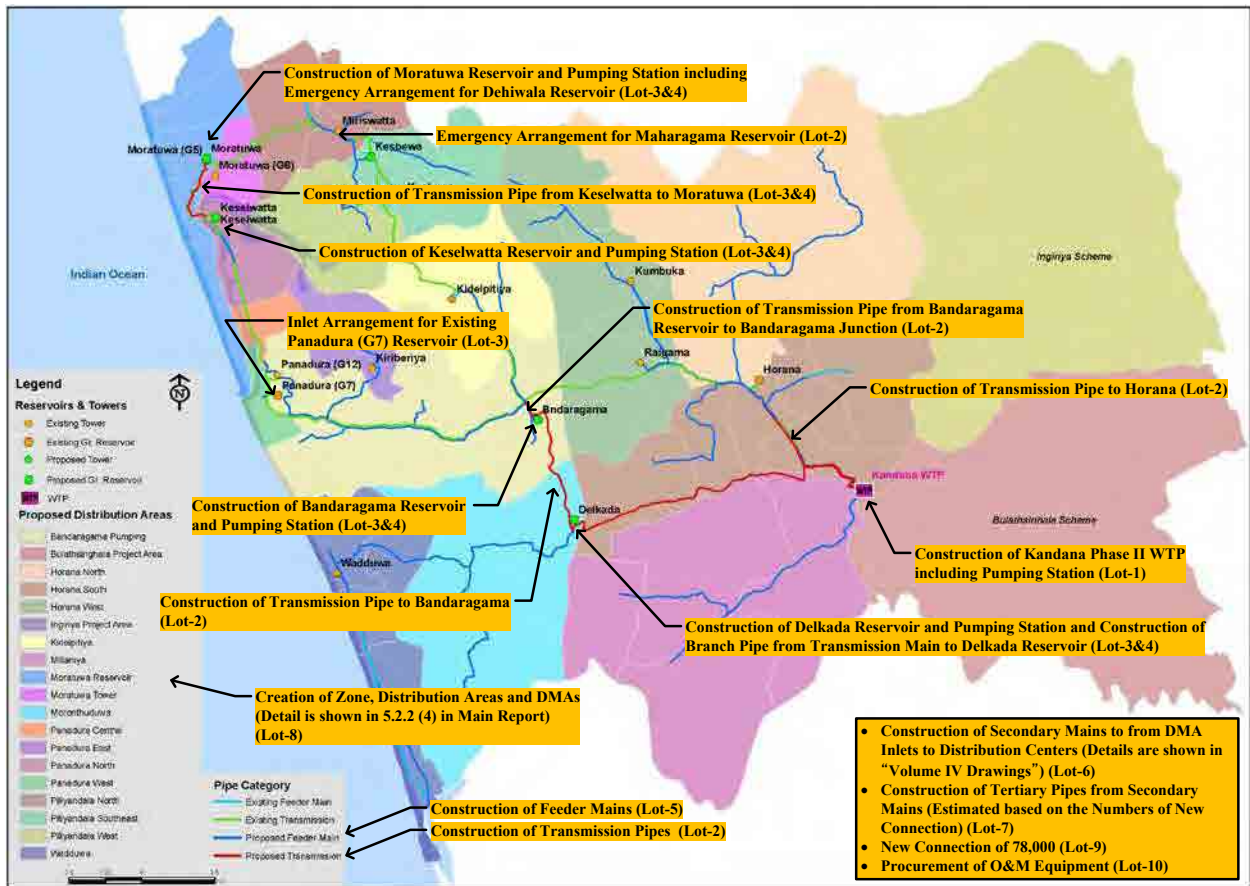 Construction of Moratuwa Reservoir and Pumping Station including
Emergency Arrangement for Dehiwala Reservoir (Lot-3&4)
Miriswatta
Emergency Arrangement for Maharagama Reservoir (Lot-2)
Kesbewa
Moratuwa (G5)
Moratuwa
Moratuwa (G6)
Construction of Transmission Pipe from Keselwatta to Moratuwa (Lot-3&4)
Keselwatta
Keselwatta
Construction of Keselwatta Reservoir and Pumping Station (Lot-3&4)
Indian Ocean
Inginya Scheme
Kumbuka
Kidelpitiya
Construction of Transmission Pipe from Bandaragama
Reservoir to Bandaragama Junction (Lot-2)
Inlet Arrangement for Existing
Panadura (G7) Reservoir (Lot-3)
Panadura (G12)
Kiriberiya
Panadura (G7)
Raigama
Horana
Construction of Transmission Pipe to Horana (Lot-2)
Bndaragama
Kandana WTP
WTP
Construction of Bandaragama Reservoir
and Pumping Station (Lot-3&4)
Delkada
Bulathsinhala Scheme
Construction of Kandana Phase II WTP
including Pumping Station (Lot-1)
Wadduwa
Construction of Transmission Pipe to Bandaragama
(Lot-2)
Construction of Delkada Reservoir and Pumping Station and Construction of
Branch Pipe from Transmission Main to Delkada Reservoir (Lot-3&4)
Creation of Zone, Distribution Areas and DMAs
(Detail is shown in 5.2.2 (4) in Main Report)
(Lot-8)
Legend
Reservoirs & Towers
Existing Tower
Existing Gr. Reservoir
Proposed Tower
Proposed Gr. Reservoir
WTP WTP
Proposed Distribution Areas
Bandaragama Pumping
Bulathsinghala Project Area
Horana North
Horana South
Horana West
Inginya Project Area
Kidelpitiya
Millaniya
Moratuwa Reservoir
Moratuwa Tower
Moronthuduwa
Panadura Central
Panadura East
Panadura North
Panadura West
Piliyandala North
Piliyandala Southeast
Piliyandala West
Wadduwa
Pipe Category
Existing Feeder Main
Existing Transmission
Proposed Feeder Main
Proposed Transmission
Construction of Feeder Mains (Lot-5)
Construction of Transmission Pipes (Lot-2)
• Construction of Secondary Mains to from DMA
Inlets to Distribution Centers (Details are shown in
“Volume IV Drawings”) (Lot-6)
• Construction of Tertiary Pipes from Secondary
Mains (Estimated based on the Numbers of New
Connection) (Lot-7)
• New Connection of 78,000 (Lot-9)
• Procurement of O&M Equipment (Lot-10)